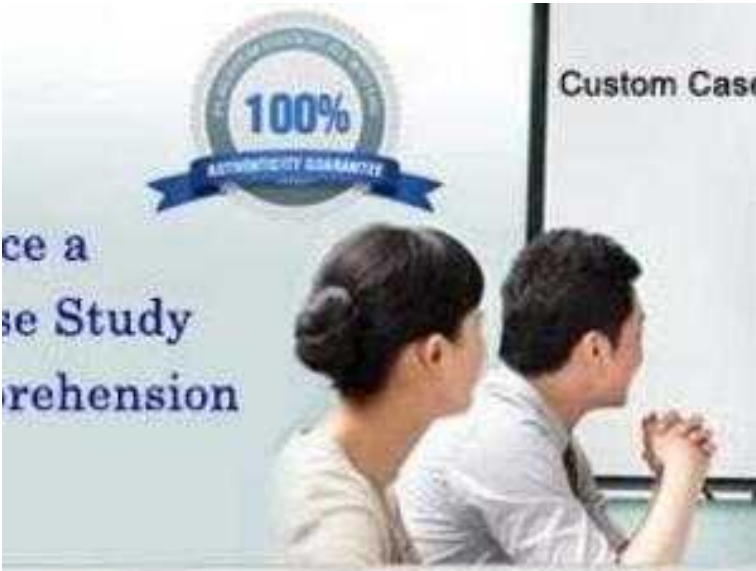 100%
AUTHENTICITY GUARANTEE
Custom Case
ce a
se Study
prehension